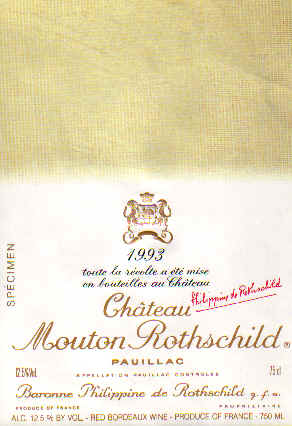 SPECIMEN
1993
toute la récolte a été mise
en bouteilles au Château
Château
Philippine de Rothschild
Mouton Rothschild ®
PAUILLAC
12.5%Vol. APPELLATION PAUILLAC CONTROLÉE 75 cl
Baronne Philippine de Rothschild g.f.a.
PRODUCE OF FRANCE PROPRIÉTAIRE
ALC. 12.5 % BY VOL. - RED BORDEAUX WINE - PRODUCE OF FRANCE - 750 ML